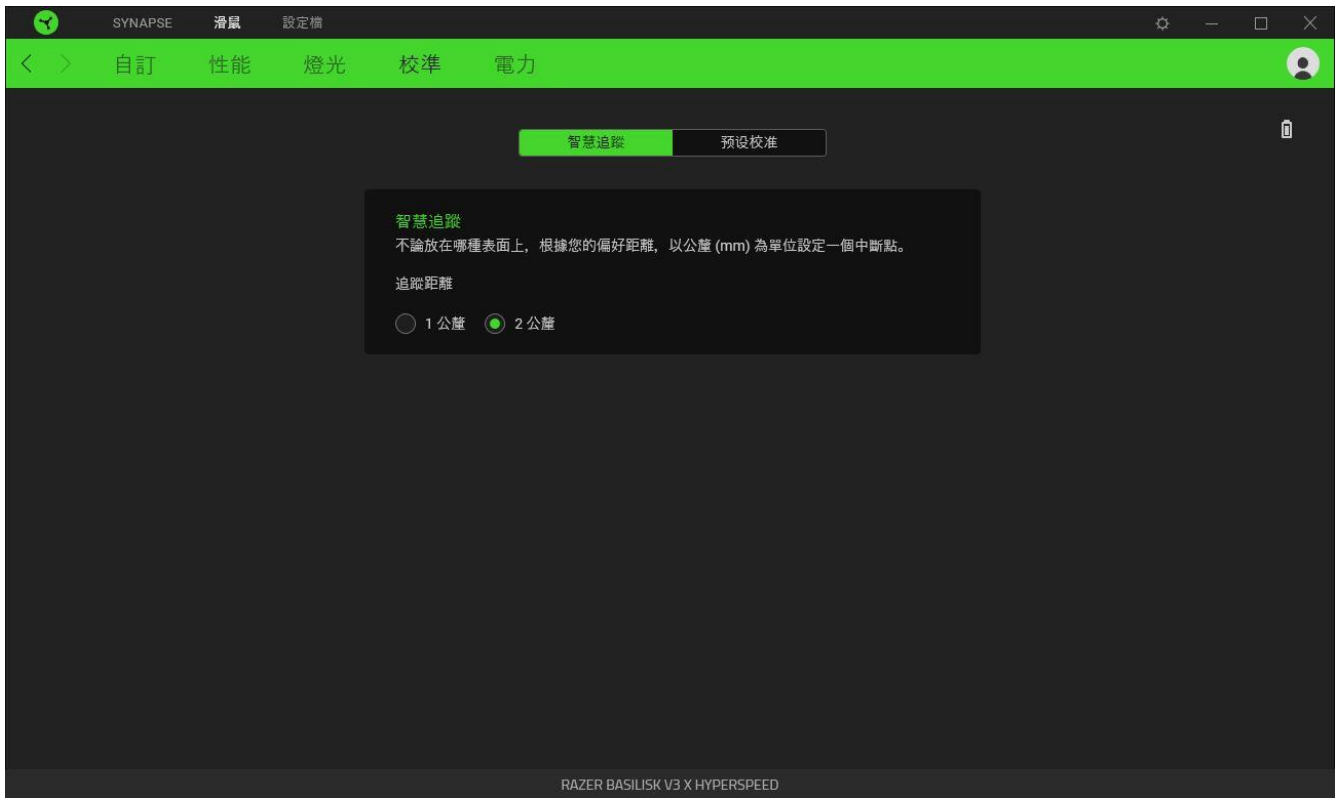 SYNAPSE 滑鼠 設定檔
自訂 性能 燈光 校準 電力
智慧追蹤 预设校准
智慧追蹤
不論放在哪種表面上，根據您的偏好距離，以公釐 (mm) 為單位設定一個中斷點。
追蹤距離
1 公釐 2 公釐
RAZER BASILISK V3 X HYPERSPEED